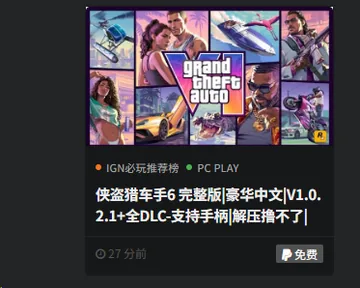 grand
theft
auto
VI
R
IGN必玩推荐榜 PC PLAY
侠盗猎车手6 完整版|豪华中文|V1.0.
2.1+全DLC-支持手柄|解压撸不了|
27 分前
免费